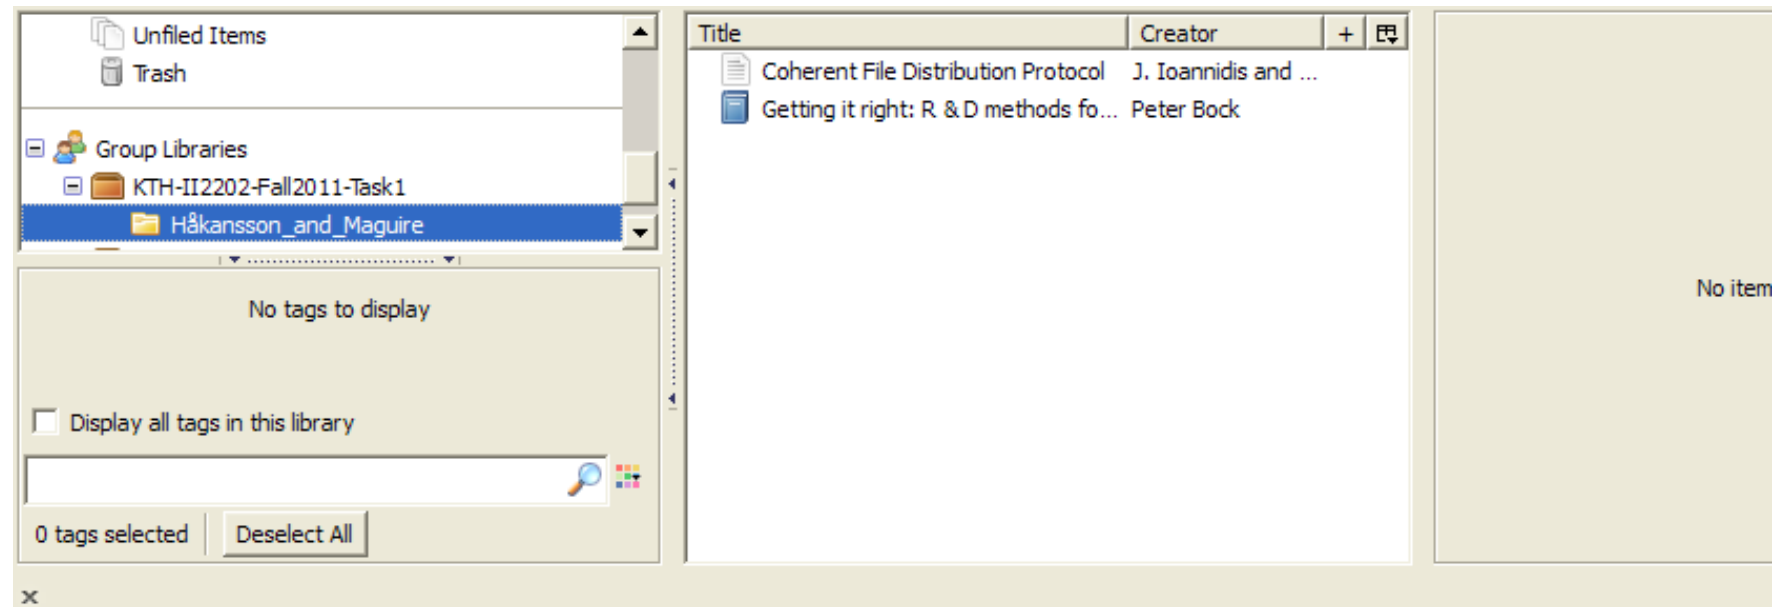 Unfiled Items
Trash
Group Libraries
KTH-II2202-Fall2011-Task1
Håkansson_and_Maguire
No tags to display
Display all tags in this library
0 tags selected Deselect All
Title Creator +
Coherent File Distribution Protocol J. Ioannidis and ...
Getting it right: R & D methods fo... Peter Bock
No item
x